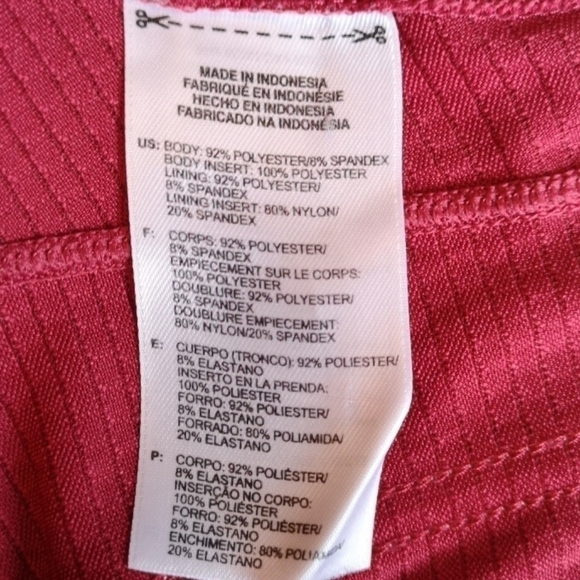 MADE IN INDONESIA
FABRIQUÉ EN INDONÉSIE
HECHO EN INDONESIA
FABRICADO NA INDONÉSIA
US: BODY: 92% POLYESTER/8% SPANDEX
BODY INSERT: 100% POLYESTER
LINING: 92% POLYESTER/
8% SPANDEX
LINING INSERT: 80% NYLON/
20% SPANDEX
F: CORPS: 92% POLYESTER/
8% SPANDEX
EMPIECEMENT SUR LE CORPS:
100% POLYESTER
DOUBLURE: 92% POLYESTER/
8% SPANDEX
DOUBLURE EMPIECEMENT:
80% NYLON/20% SPANDEX
E: CUERPO (TRONCO): 92% POLIESTER/
8% ELASTANO
INSERTO EN LA PRENDA:
100% POLIESTER
FORRO: 92% POLIESTER/
8% ELASTANO
FORRADO: 80% POLIAMIDA/
20% ELASTANO
P: CORPO: 92% POLIÉSTER/
8% ELASTANO
INSERÇÃO NO CORPO:
100% POLIÉSTER
FORRO: 92% POLIÉSTER/
8% ELASTANO
ENCHIMENTO: 80% POLIAMIDA/
20% ELASTANO